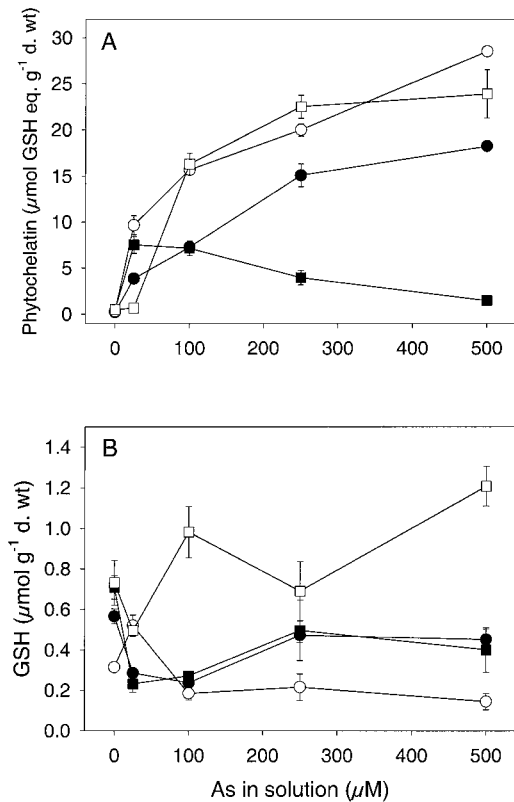 A
Phytochelatin (µmol GSH eq. g⁻¹ d. wt)
30
25
20
15
10
5
0
0 100 200 300 400 500
B
GSH (µmol g⁻¹ d. wt)
1.4
1.2
1.0
0.8
0.6
0.4
0.2
0.0
0 100 200 300 400 500
As in solution (µM)